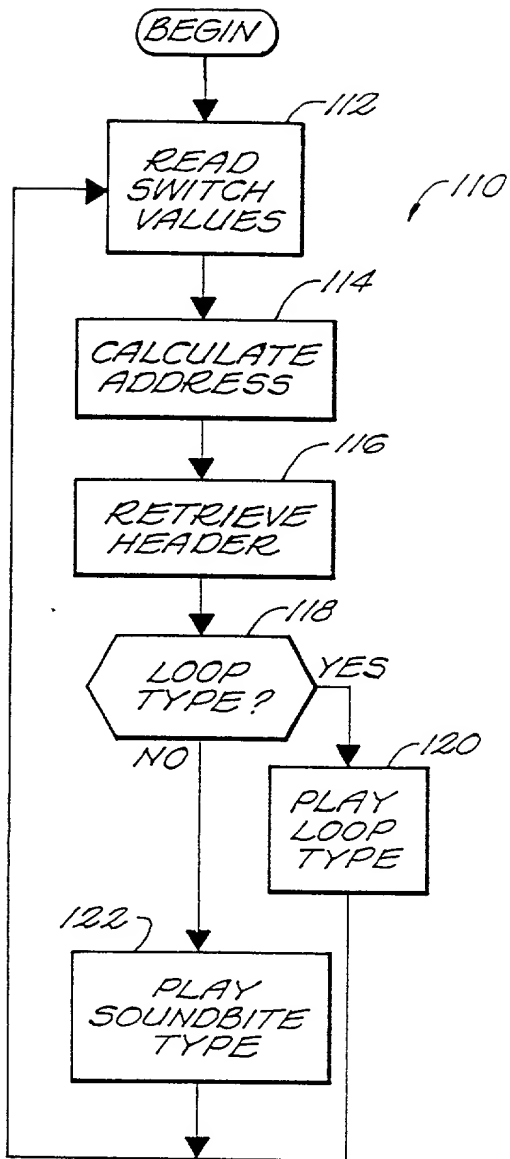 BEGIN
112
READ
SWITCH
VALUES
110
114
CALCULATE
ADDRESS
116
RETRIEVE
HEADER
118
LOOP
TYPE?
YES
NO
120
PLAY
LOOP
TYPE
122
PLAY
SOUNDBITE
TYPE